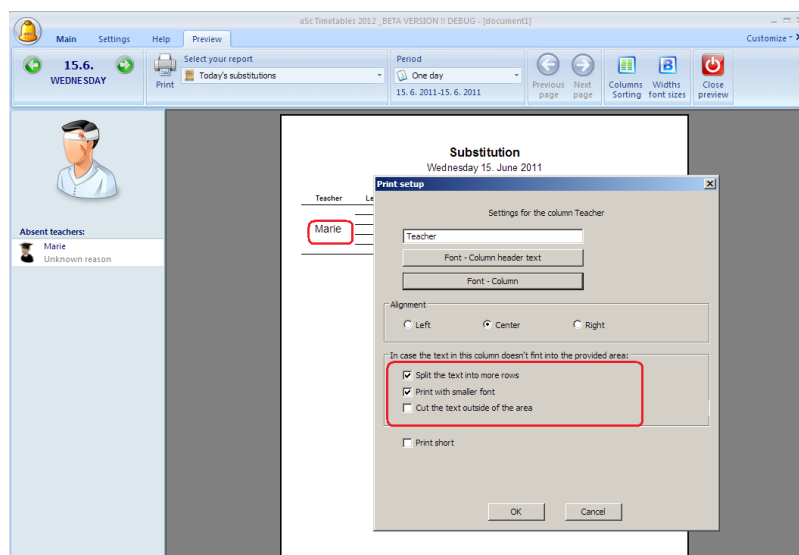 aSc Timetables 2012 _BETA VERSION !! DEBUG - [document1]
Main Settings Help Preview Customize
15.6.
WEDNESDAY
Print
Select your report
Today's substitutions
Period
One day
15. 6. 2011-15. 6. 2011
Previous page
Next page
Columns Sorting
Widths font sizes
Close preview
Absent teachers:
Marie
Unknown reason
Substitution
Wednesday 15. June 2011
Teacher Le
Marie
Print setup
Settings for the column Teacher
Teacher
Font - Column header text
Font - Column
Alignment
Left Center Right
In case the text in this column doesn't fint into the provided area:
Split the text into more rows
Print with smaller font
Cut the text outside of the area
Print short
OK Cancel